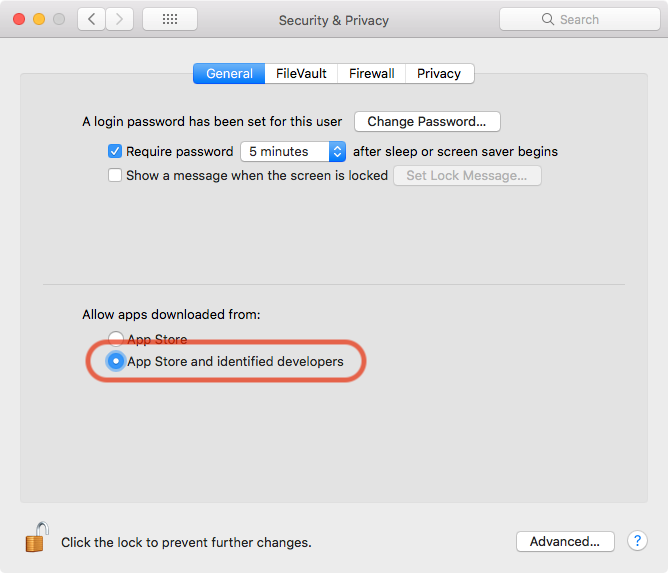 Security & Privacy
Search
General FileVault Firewall Privacy
A login password has been set for this user Change Password...
Require password 5 minutes after sleep or screen saver begins
Show a message when the screen is locked Set Lock Message...
Allow apps downloaded from:
App Store
App Store and identified developers
Click the lock to prevent further changes. Advanced... ?